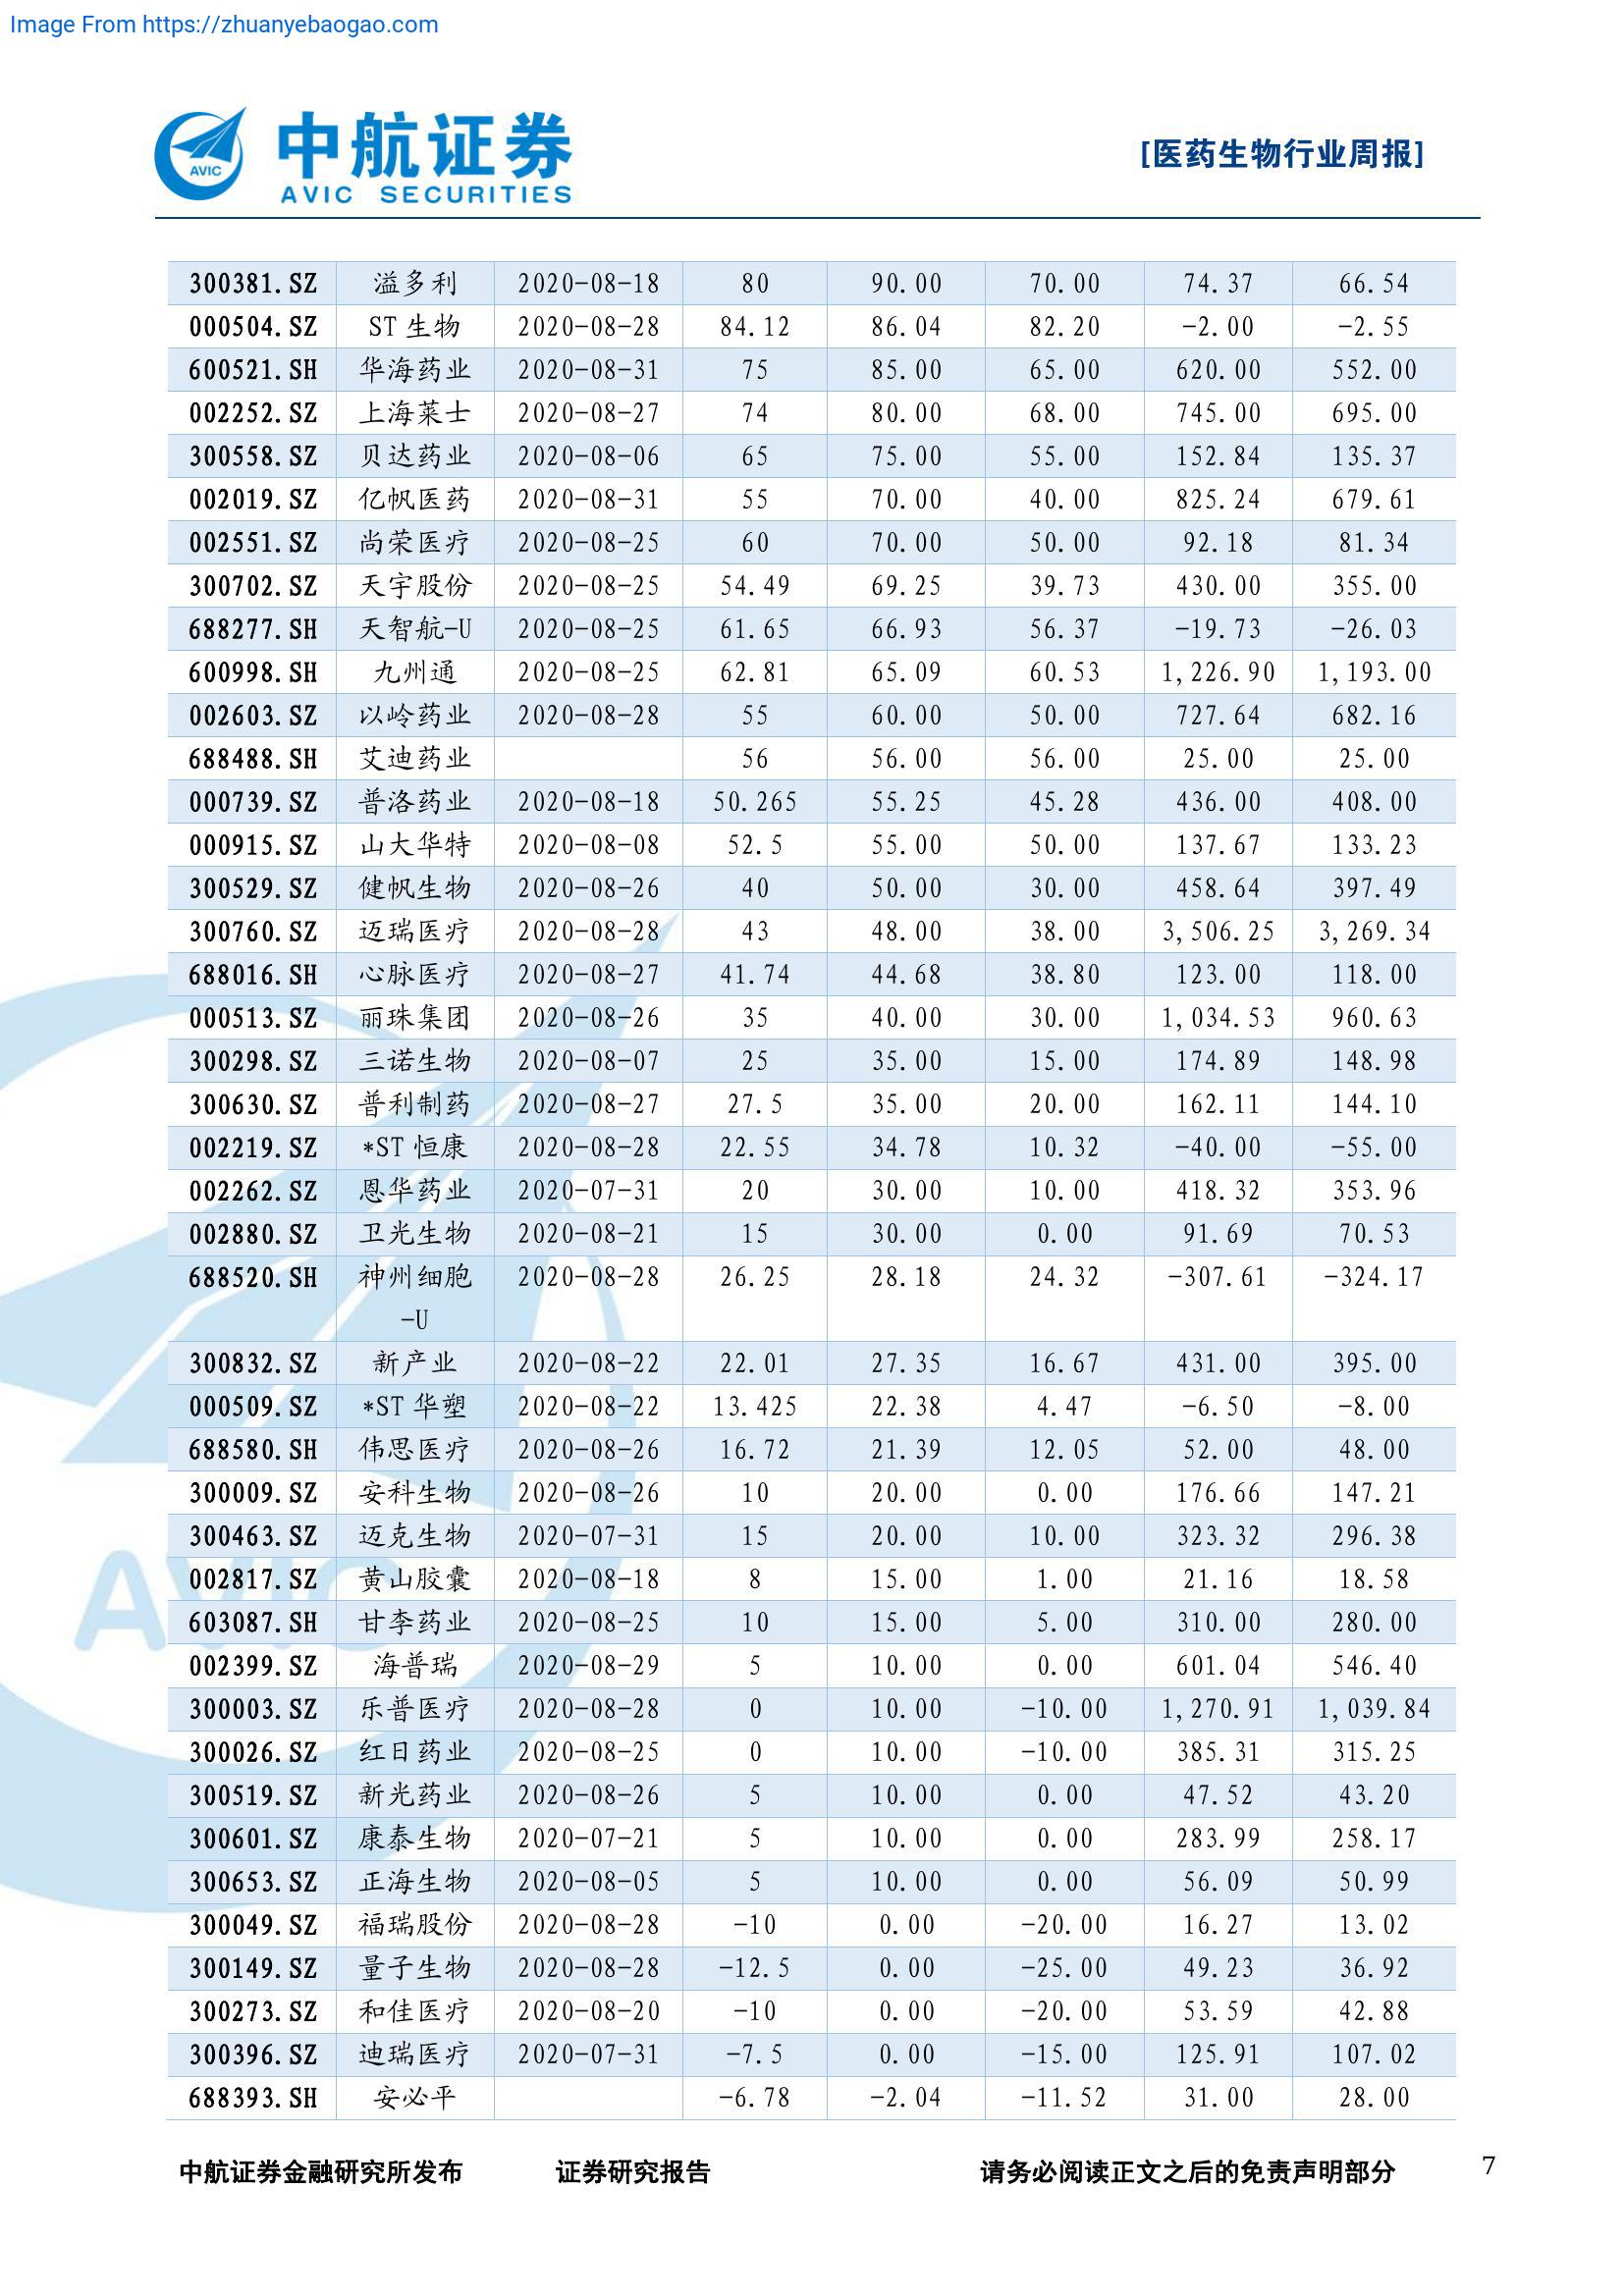 Image From https://zhuanyebaogao.com
AVIC
中航证券
AVIC SECURITIES
[医药生物行业周报]
300381.SZ 溢多利 2020-08-18 80 90.00 70.00 74.37 66.54
000504.SZ ST 生物 2020-08-28 84.12 86.04 82.20 -2.00 -2.55
600521.SH 华海药业 2020-08-31 75 85.00 65.00 620.00 552.00
002252.SZ 上海莱士 2020-08-27 74 80.00 68.00 745.00 695.00
300558.SZ 贝达药业 2020-08-06 65 75.00 55.00 152.84 135.37
002019.SZ 亿帆医药 2020-08-31 55 70.00 40.00 825.24 679.61
002551.SZ 尚荣医疗 2020-08-25 60 70.00 50.00 92.18 81.34
300702.SZ 天宇股份 2020-08-25 54.49 69.25 39.73 430.00 355.00
688277.SH 天智航-U 2020-08-25 61.65 66.93 56.37 -19.73 -26.03
600998.SH 九州通 2020-08-25 62.81 65.09 60.53 1,226.90 1,193.00
002603.SZ 以岭药业 2020-08-28 55 60.00 50.00 727.64 682.16
688488.SH 艾迪药业 56 56.00 56.00 25.00 25.00
000739.SZ 普洛药业 2020-08-18 50.265 55.25 45.28 436.00 408.00
000915.SZ 山大华特 2020-08-08 52.5 55.00 50.00 137.67 133.23
300529.SZ 健帆生物 2020-08-26 40 50.00 30.00 458.64 397.49
300760.SZ 迈瑞医疗 2020-08-28 43 48.00 38.00 3,506.25 3,269.34
688016.SH 心脉医疗 2020-08-27 41.74 44.68 38.80 123.00 118.00
000513.SZ 丽珠集团 2020-08-26 35 40.00 30.00 1,034.53 960.63
300298.SZ 三诺生物 2020-08-07 25 35.00 15.00 174.89 148.98
300630.SZ 普利制药 2020-08-27 27.5 35.00 20.00 162.11 144.10
002219.SZ *ST 恒康 2020-08-28 22.55 34.78 10.32 -40.00 -55.00
002262.SZ 恩华药业 2020-07-31 20 30.00 10.00 418.32 353.96
002880.SZ 卫光生物 2020-08-21 15 30.00 0.00 91.69 70.53
688520.SH 神州细胞 2020-08-28 26.25 28.18 24.32 -307.61 -324.17
-U
300832.SZ 新产业 2020-08-22 22.01 27.35 16.67 431.00 395.00
000509.SZ *ST 华塑 2020-08-22 13.425 22.38 4.47 -6.50 -8.00
688580.SH 伟思医疗 2020-08-26 16.72 21.39 12.05 52.00 48.00
300009.SZ 安科生物 2020-08-26 10 20.00 0.00 176.66 147.21
300463.SZ 迈克生物 2020-07-31 15 20.00 10.00 323.32 296.38
002817.SZ 黄山胶囊 2020-08-18 8 15.00 1.00 21.16 18.58
603087.SH 甘李药业 2020-08-25 10 15.00 5.00 310.00 280.00
002399.SZ 海普瑞 2020-08-29 5 10.00 0.00 601.04 546.40
300003.SZ 乐普医疗 2020-08-28 0 10.00 -10.00 1,270.91 1,039.84
300026.SZ 红日药业 2020-08-25 0 10.00 -10.00 385.31 315.25
300519.SZ 新光药业 2020-08-26 5 10.00 0.00 47.52 43.20
300601.SZ 康泰生物 2020-07-21 5 10.00 0.00 283.99 258.17
300653.SZ 正海生物 2020-08-05 5 10.00 0.00 56.09 50.99
300049.SZ 福瑞股份 2020-08-28 -10 0.00 -20.00 16.27 13.02
300149.SZ 量子生物 2020-08-28 -12.5 0.00 -25.00 49.23 36.92
300273.SZ 和佳医疗 2020-08-20 -10 0.00 -20.00 53.59 42.88
300396.SZ 迪瑞医疗 2020-07-31 -7.5 0.00 -15.00 125.91 107.02
688393.SH 安必平 -6.78 -2.04 -11.52 31.00 28.00
AVIC
中航证券金融研究所发布 证券研究报告 请务必阅读正文之后的免责声明部分 7